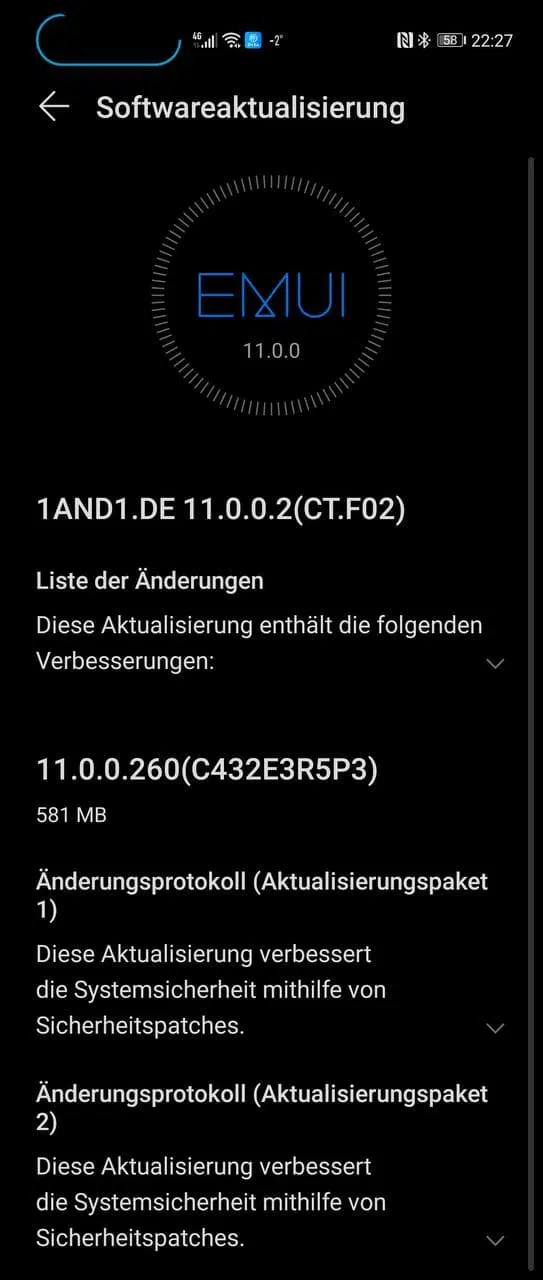 4G -2° 58 22:27
Softwareaktualisierung
EMUI
11.0.0
1AND1.DE 11.0.0.2(CT.F02)
Liste der Änderungen
Diese Aktualisierung enthält die folgenden
Verbesserungen:
11.0.0.260(C432E3R5P3)
581 MB
Änderungsprotokoll (Aktualisierungspaket
1)
Diese Aktualisierung verbessert
die Systemsicherheit mithilfe von
Sicherheitspatches.
Änderungsprotokoll (Aktualisierungspaket
2)
Diese Aktualisierung verbessert
die Systemsicherheit mithilfe von
Sicherheitspatches.